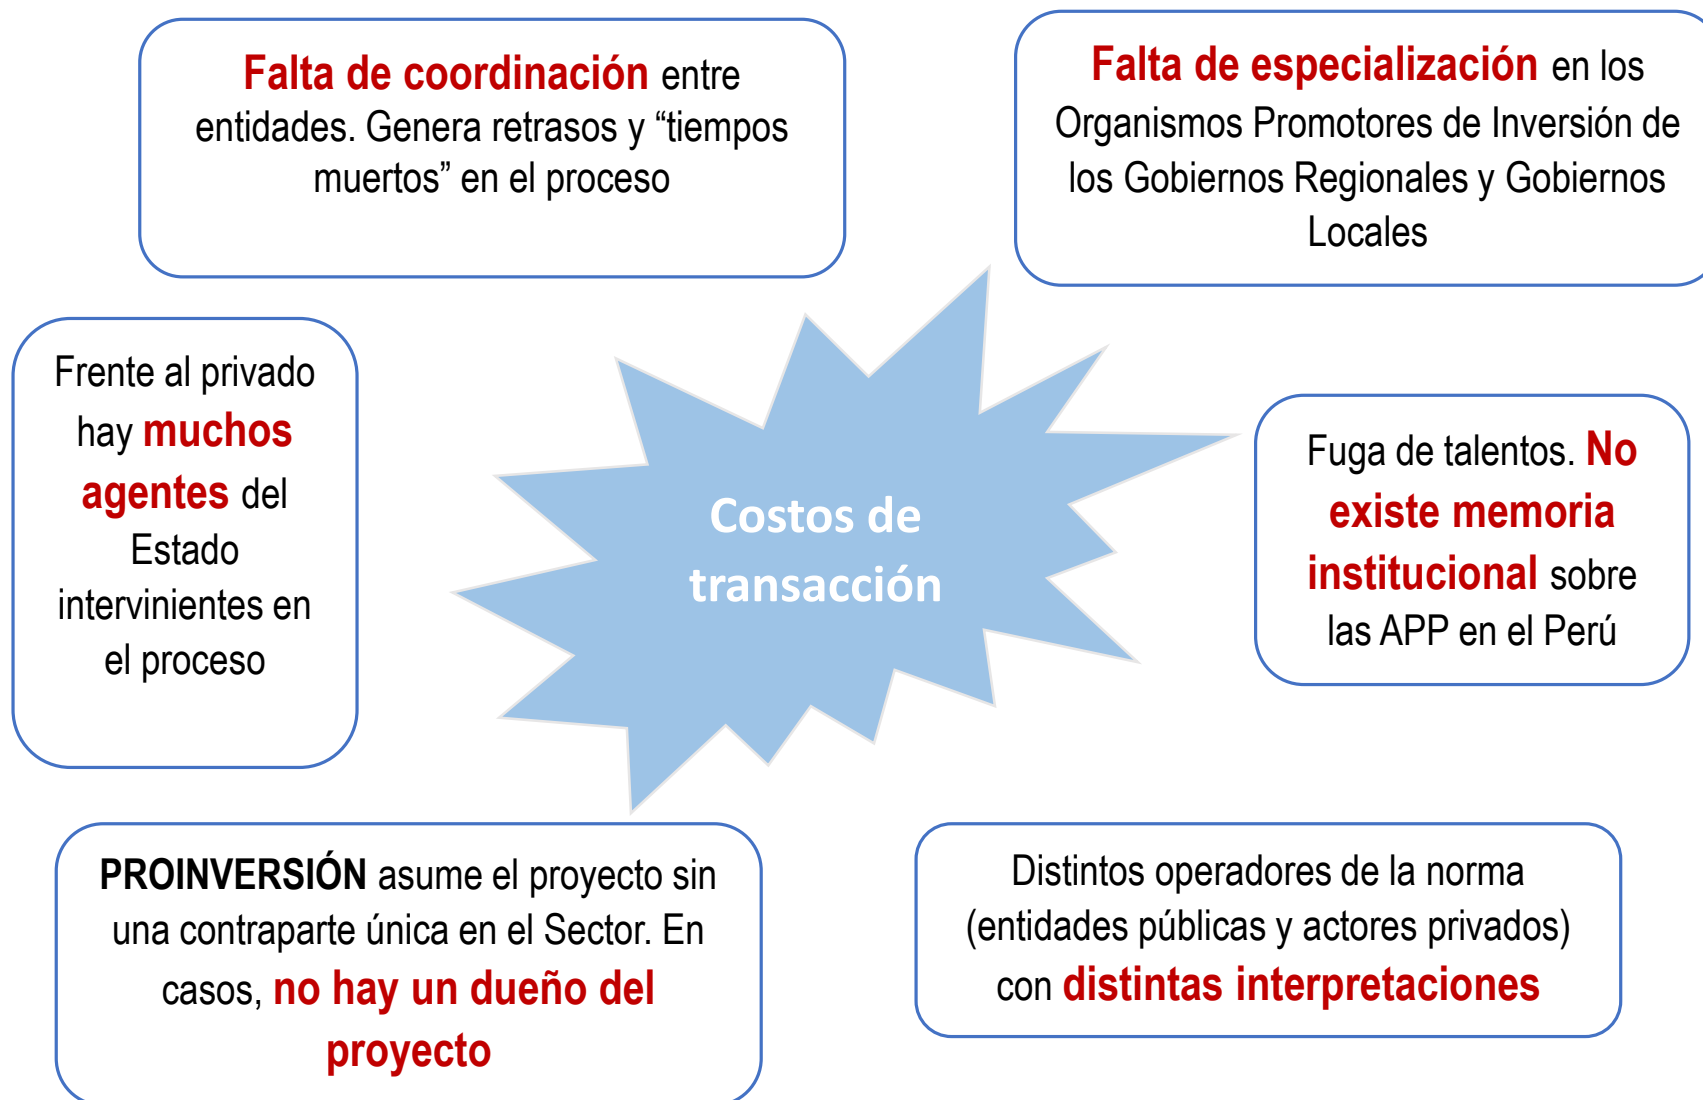 Falta de coordinación entre
entidades. Genera retrasos y “tiempos
muertos” en el proceso
Falta de especialización en los
Organismos Promotores de Inversión de
los Gobiernos Regionales y Gobiernos
Locales
Frente al privado
hay muchos
agentes del
Estado
intervinientes en
el proceso
Costos de
transacción
Fuga de talentos. No
existe memoria
institucional sobre
las APP en el Perú
PROINVERSIÓN asume el proyecto sin
una contraparte única en el Sector. En
casos, no hay un dueño del
proyecto
Distintos operadores de la norma
(entidades públicas y actores privados)
con distintas interpretaciones